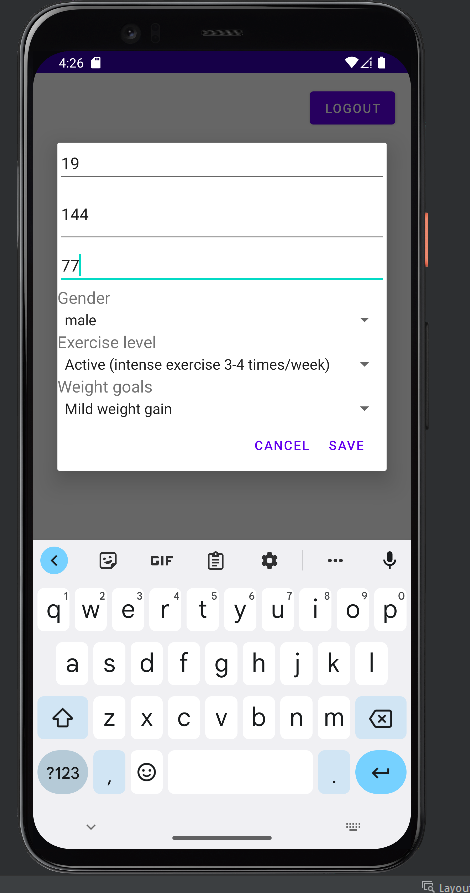 4:26
LOGOUT
19
144
77
Gender
male
Exercise level
Active (intense exercise 3-4 times/week)
Weight goals
Mild weight gain
CANCEL SAVE
GIF
q1 w2 e3 r4 t5 y6 u7 i8 o9 p0
a s d f g h j k l
z x c v b n m
?123 , .
Layou